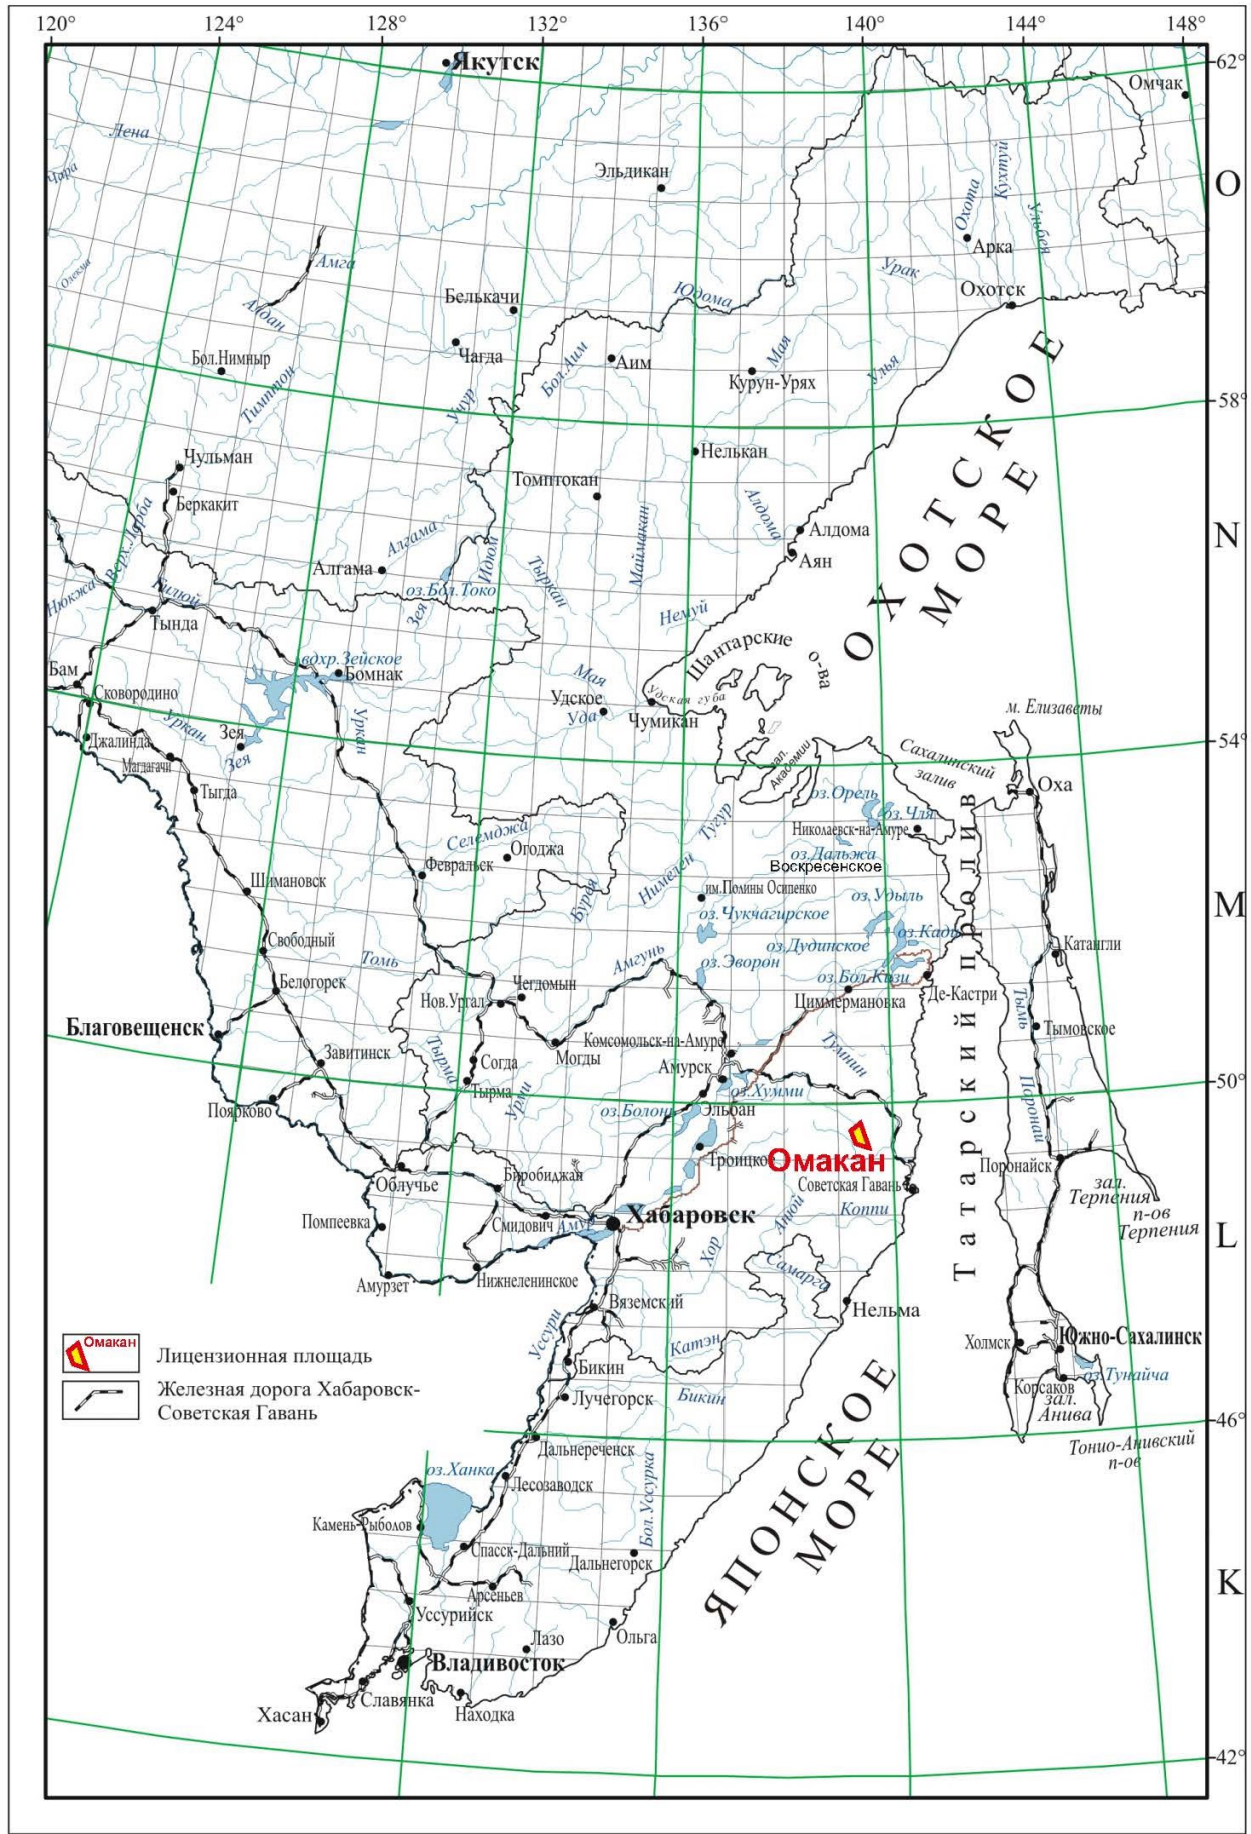 120° 124° 128° 132° 136° 140° 144° 148°
Якутск
62°
Омчак
Лена
Чара
Эльдикан
О
Охота
Кухтуй
Ульбея
Арка
Олекма
Амга
Алдан
Юдома
Урак
Охотск
Белькачи
Чагда
Бол.Нимныр
Тимптон
Учур
Бол.Аим
Аим
Мая
Курун-Урях
Улья
58°
ОХОТСКОЕ
МОРЕ
Чульман
Беркакит
Нелькан
Томптокан
Верх.Ларба
Алгама
Алгама
Идюм
Тыркан
Маймакан
Алдома
Алдома
Аян
N
Нюкжа
Гилюй
Тында
оз.Бол.Токо
Зея
Немуй
Шантарские
о-ва
Бам
вдхр.Зейское
Бомнак
Сковородино
Мая
Удское
Уда
Удская губа
Чумикан
Уркан
Уркан
Зея
Зея
Джалинда
Магдагачи
Тыгда
зал.
Академии
м. Елизаветы
54°
Сахалинский
залив
Оха
Тугур
оз.Орель
оз.Чля
Николаевск-на-Амуре
Селемджа
Огоджа
Февральск
оз.Дальжа
Воскресенское
Нимелен
им.Полины Осипенко
Шимановск
Бурея
оз.Чукчагирское
оз.Удыль
М
Свободный
оз.Дудинское
оз.Кади
Катангли
Томь
Амгунь
оз.Эворон
оз.Бол.Кизи
Белогорск
Чегдомын
Нов.Ургал
Циммермановка
Де-Кастри
Тымь
Татарский пролив
Благовещенск
Комсомольск-на-Амуре
Тымовское
Завитинск
Согда
Могды
Амурск
Тумнин
Тырма
Тырма
Урми
оз.Хумми
50°
Поярково
оз.Болонь
Эльбан
Поронай
Троицкое
Омакан
Поронайск
Советская Гавань
Облучье
Биробиджан
зал.
Терпения
п-ов
Терпения
Помпеевка
Смидович
Амур
Хабаровск
Анюй
Коппи
L
Хор
Самарга
Амурзет
Нижнеленинское
Вяземский
Нельма
Уссури
Омакан
Лицензионная площадь
Катэн
Холмск
Южно-Сахалинск
Бикин
оз.Тунайча
Железная дорога Хабаровск-
Советская Гавань
Лучегорск
Бикин
Корсаков
зал.
Анива
46°
Тонио-Анивский
п-ов
Дальнереченск
оз.Ханка
Лесозаводск
Бол.Уссурка
ЯПОНСКОЕ
МОРЕ
Камень-Рыболов
Спасск-Дальний
Дальнегорск
К
Арсеньев
Уссурийск
Лазо
Ольга
Владивосток
Славянка
Хасан
Находка
42°